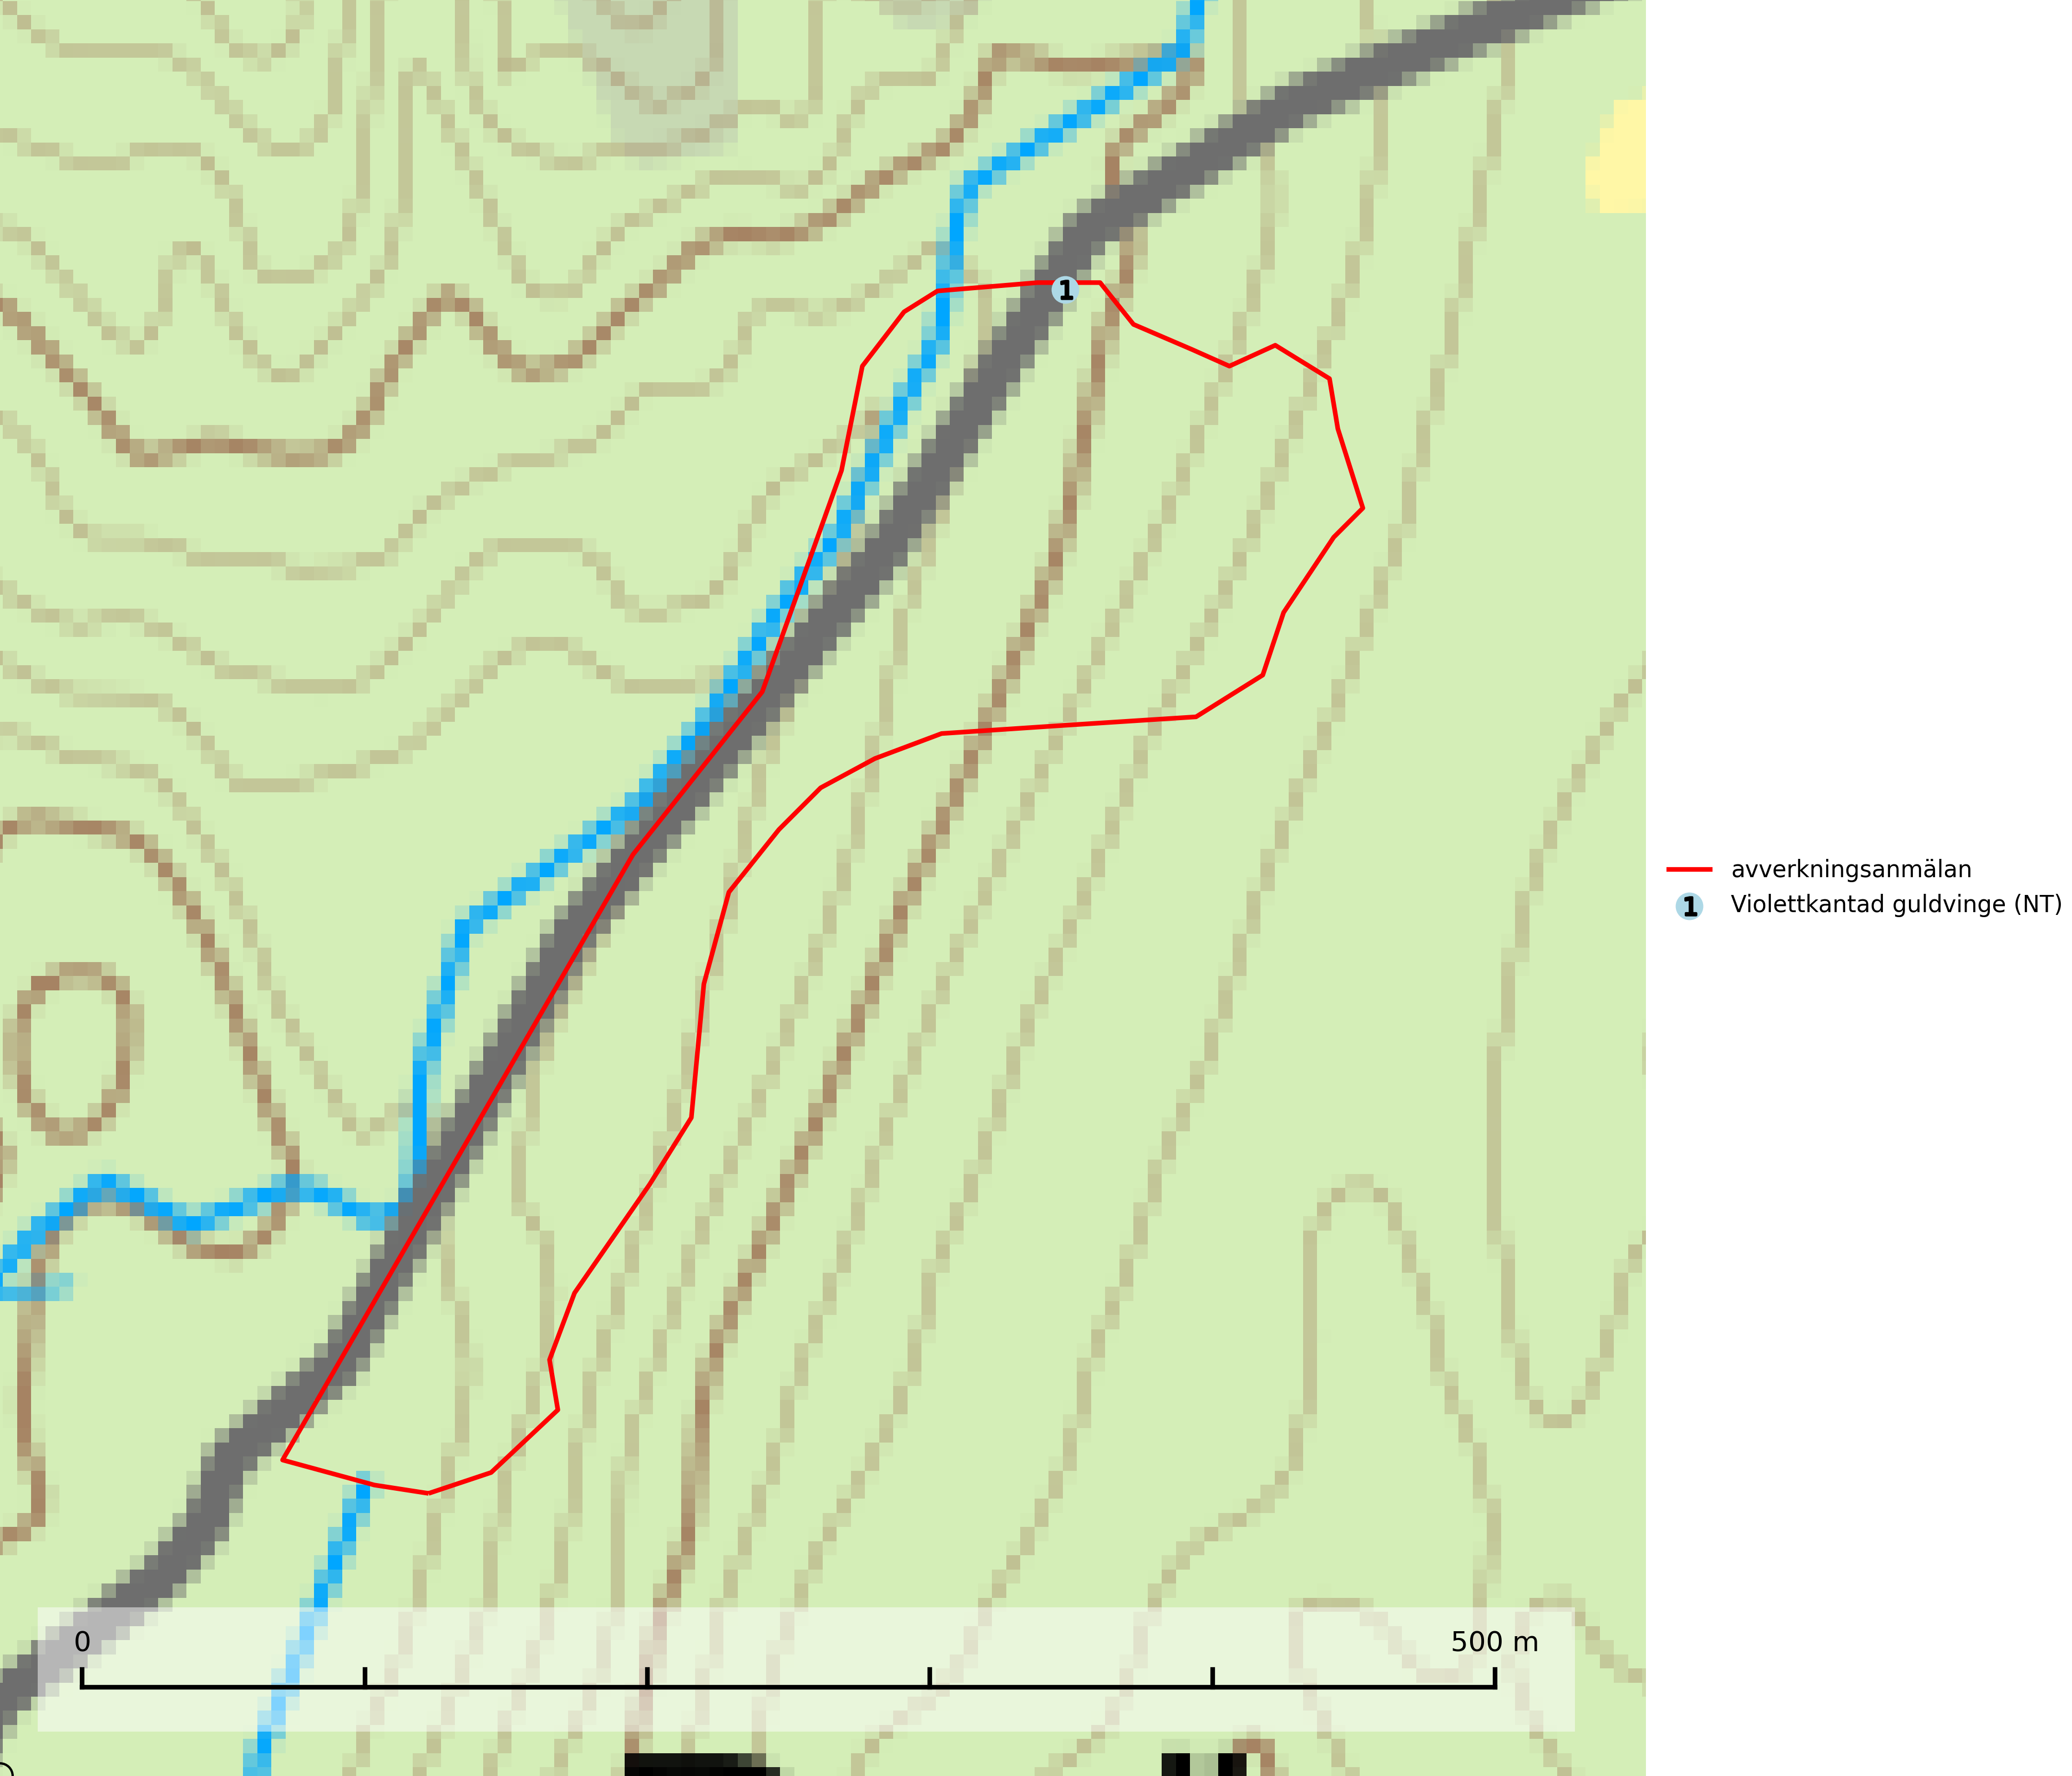 1
avverkningsanmälan
1 Violettkantad guldvinge (NT)
0 500 m